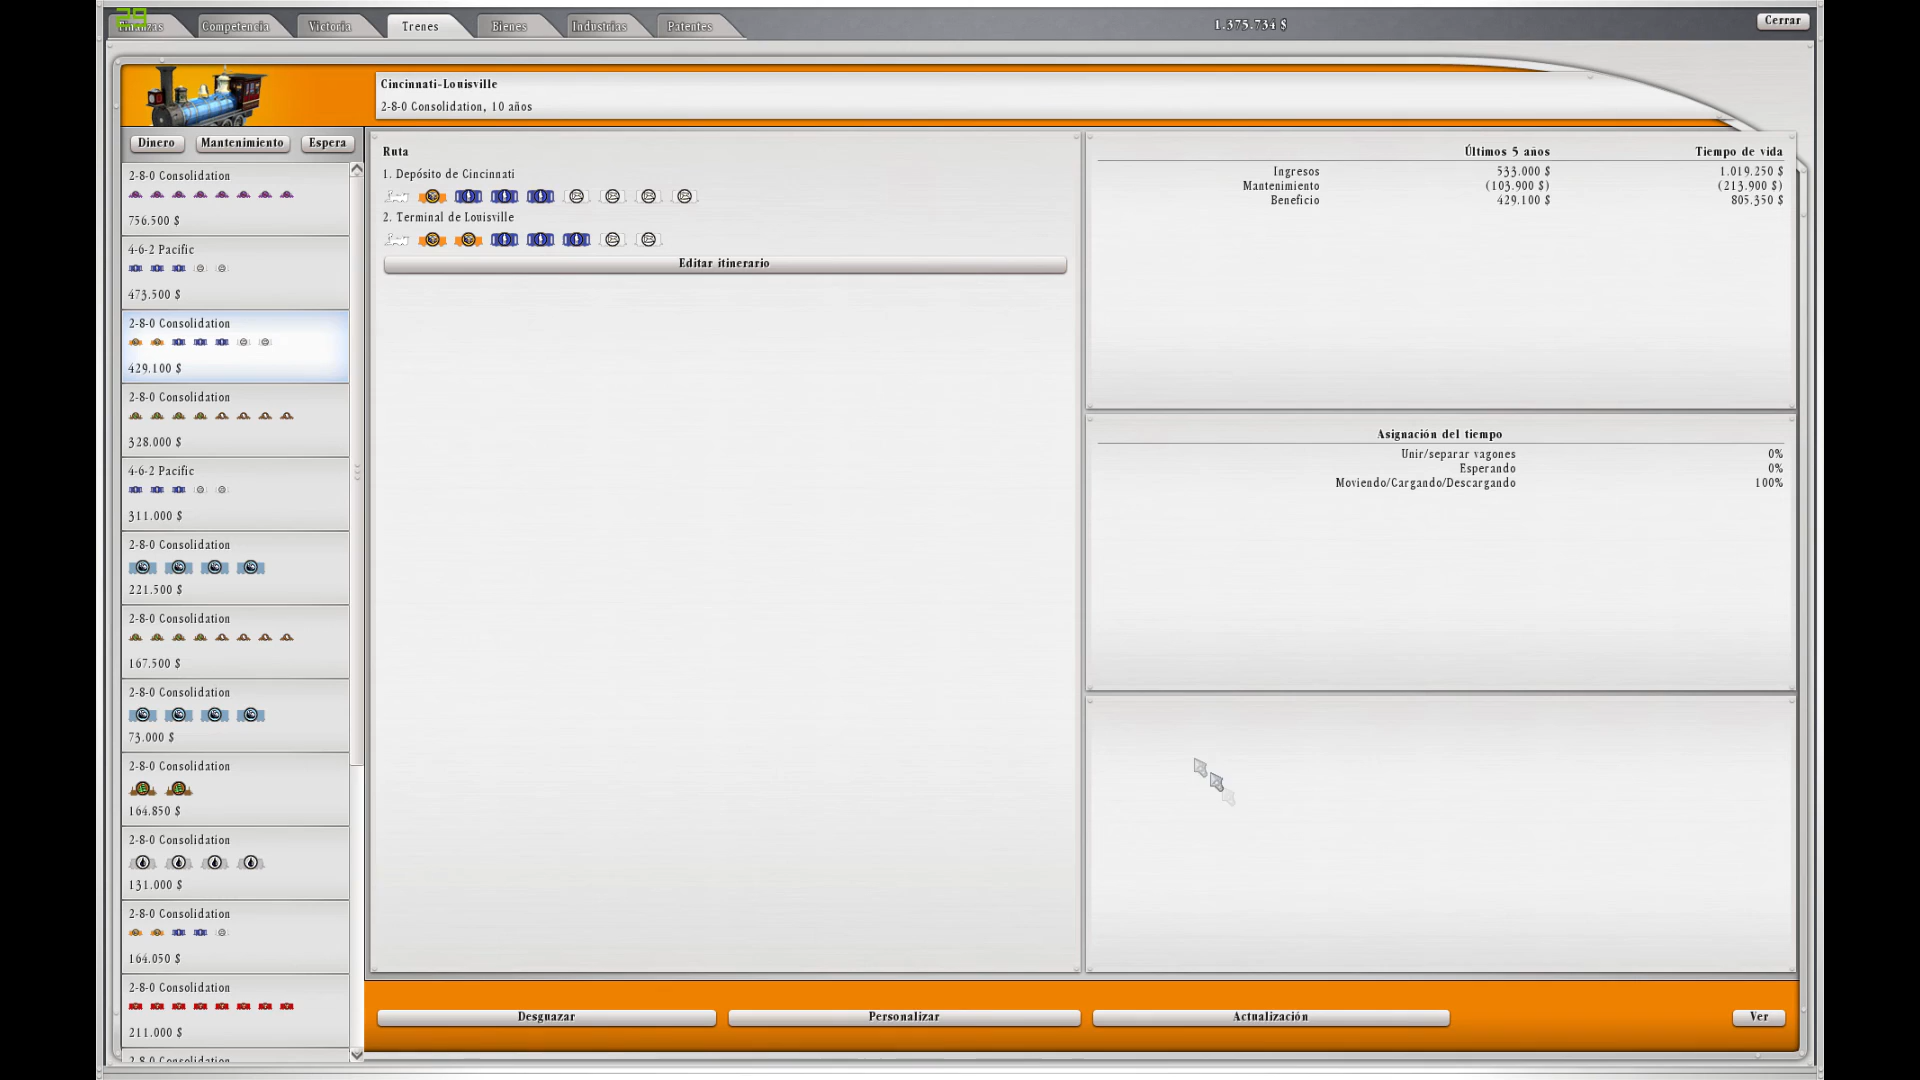 29
Finanzas
Competencia
Victoria
Trenes
Bienes
Industrias
Patentes
1.375.734 $
Cerrar
Cincinnati-Louisville
2-8-0 Consolidation, 10 años
Dinero
Mantenimiento
Espera
2-8-0 Consolidation
756.500 $
4-6-2 Pacific
473.500 $
2-8-0 Consolidation
429.100 $
2-8-0 Consolidation
328.000 $
4-6-2 Pacific
311.000 $
2-8-0 Consolidation
221.500 $
2-8-0 Consolidation
167.500 $
2-8-0 Consolidation
73.000 $
2-8-0 Consolidation
164.850 $
2-8-0 Consolidation
131.000 $
2-8-0 Consolidation
164.050 $
2-8-0 Consolidation
211.000 $
2-8-0 Consolidation
Ruta
1. Depósito de Cincinnati
2. Terminal de Louisville
Editar itinerario
Últimos 5 años Tiempo de vida
Ingresos 533.000 $ 1.019.250 $
Mantenimiento (103.900 $) (213.900 $)
Beneficio 429.100 $ 805.350 $
Asignación del tiempo
Unir/separar vagones 0%
Esperando 0%
Moviendo/Cargando/Descargando 100%
Desguazar
Personalizar
Actualización
Ver